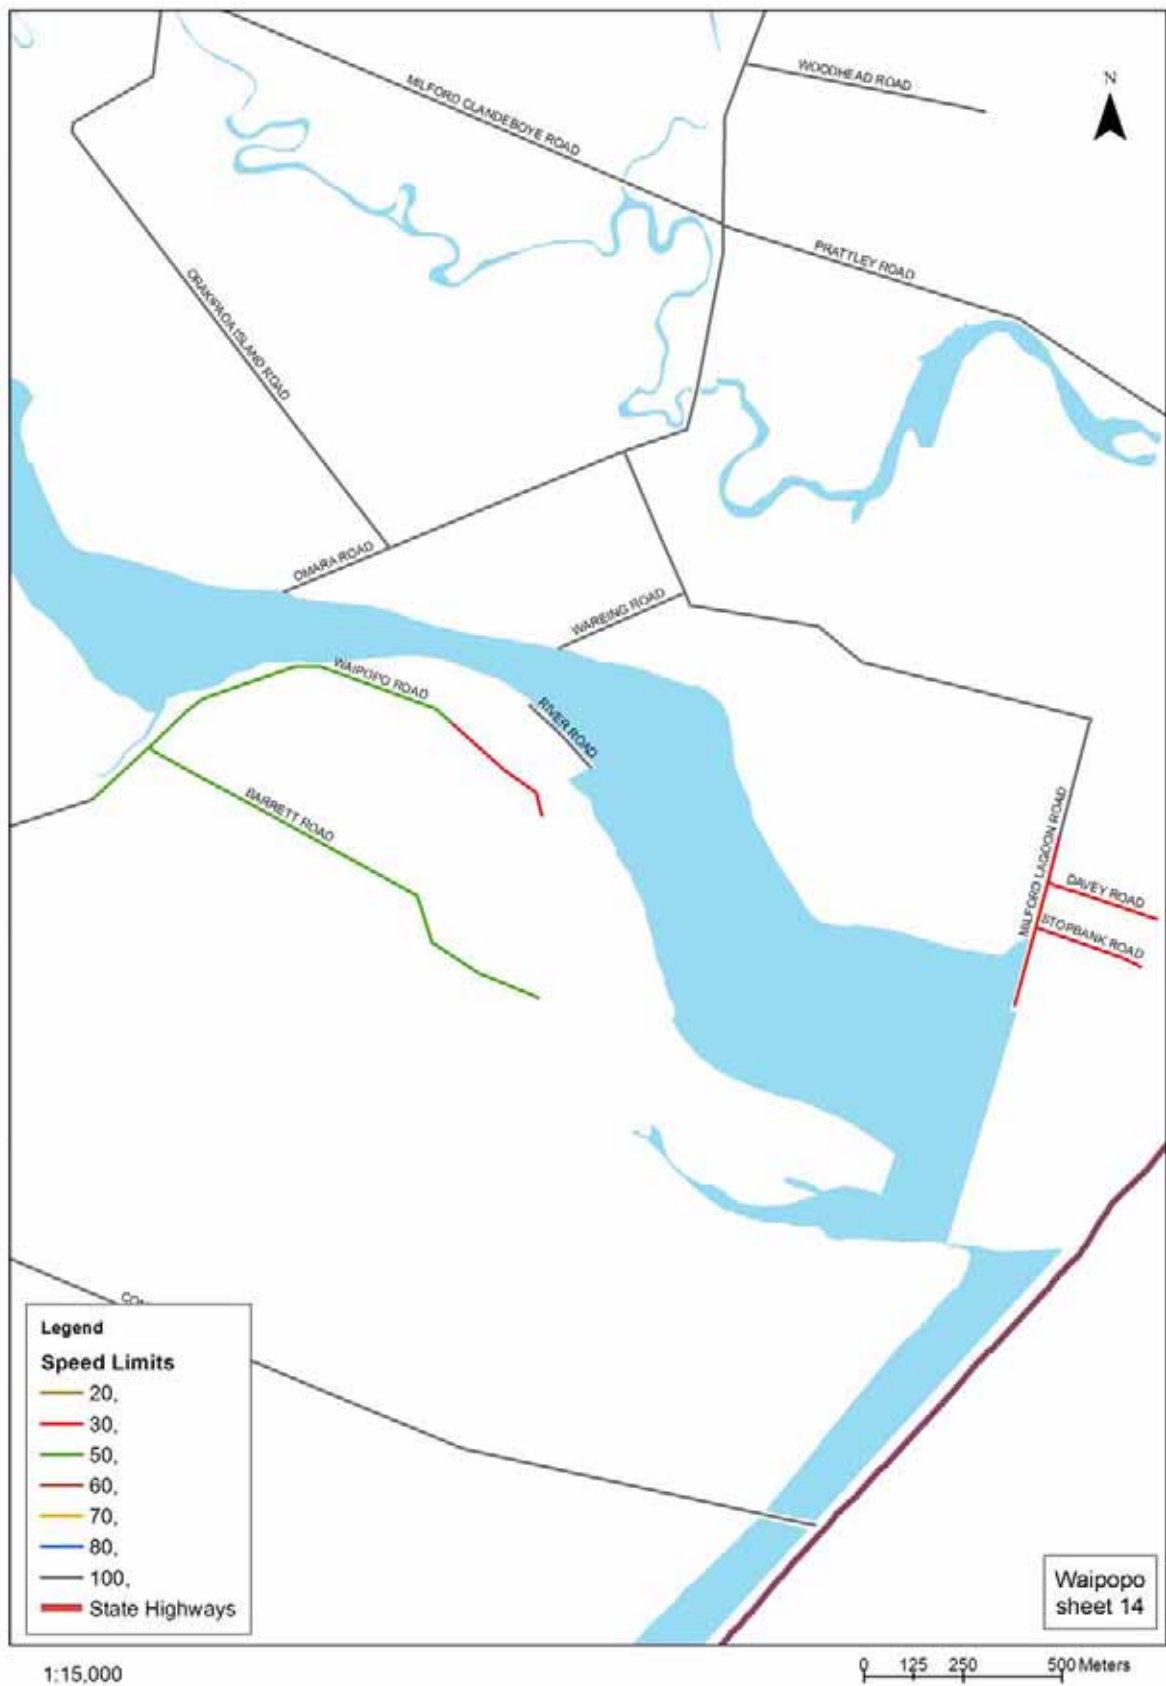 WOODHEAD ROAD
N
MILFORD CLANDEBOYE ROAD
PRATTLEY ROAD
ORAKIPAOA ISLAND ROAD
OMARA ROAD
WAREING ROAD
WAIPOPO ROAD
RIVER ROAD
BARRETT ROAD
MILFORD LAGOON ROAD
DAVEY ROAD
STOPBANK ROAD
Legend
Speed Limits
20,
30,
50,
60,
70,
80,
100,
State Highways
Waipopo
sheet 14
1:15,000
0 125 250 500 Meters